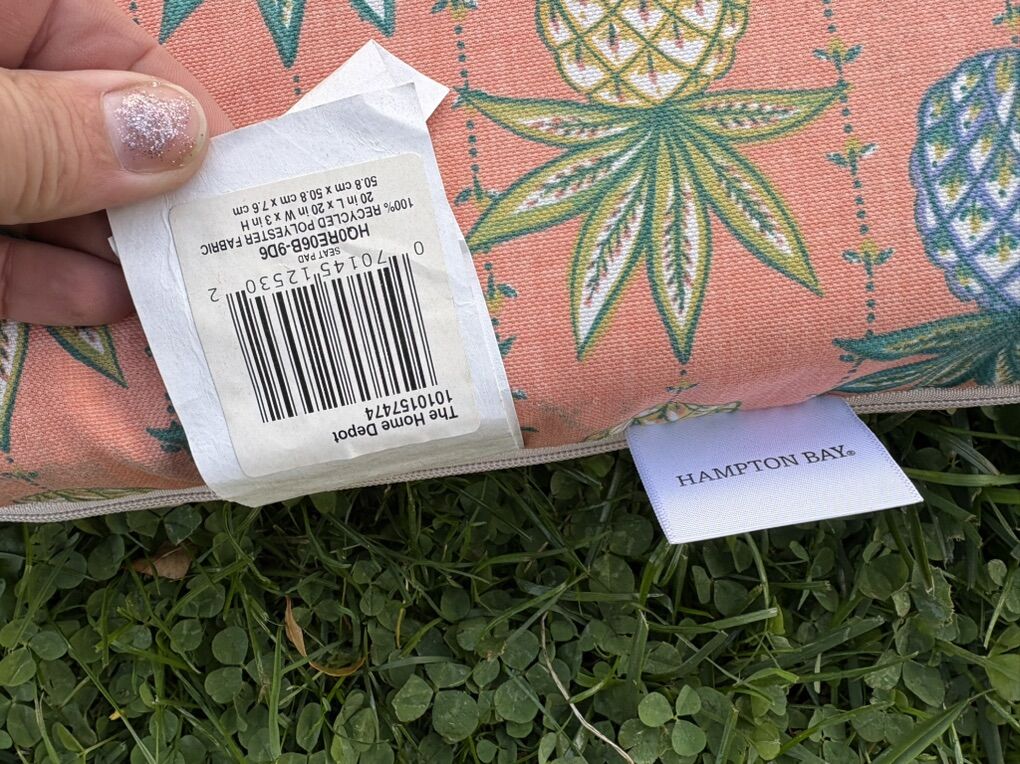 The Home Depot
1010157474
0 70145 12530 2
SEAT PAD
HQ0RE06B-9D6
100% RECYCLED POLYESTER FABRIC
20 in L x 20 in W x 3 in H
50.8 cm x 50.8 cm x 7.6 cm
HAMPTON BAY®